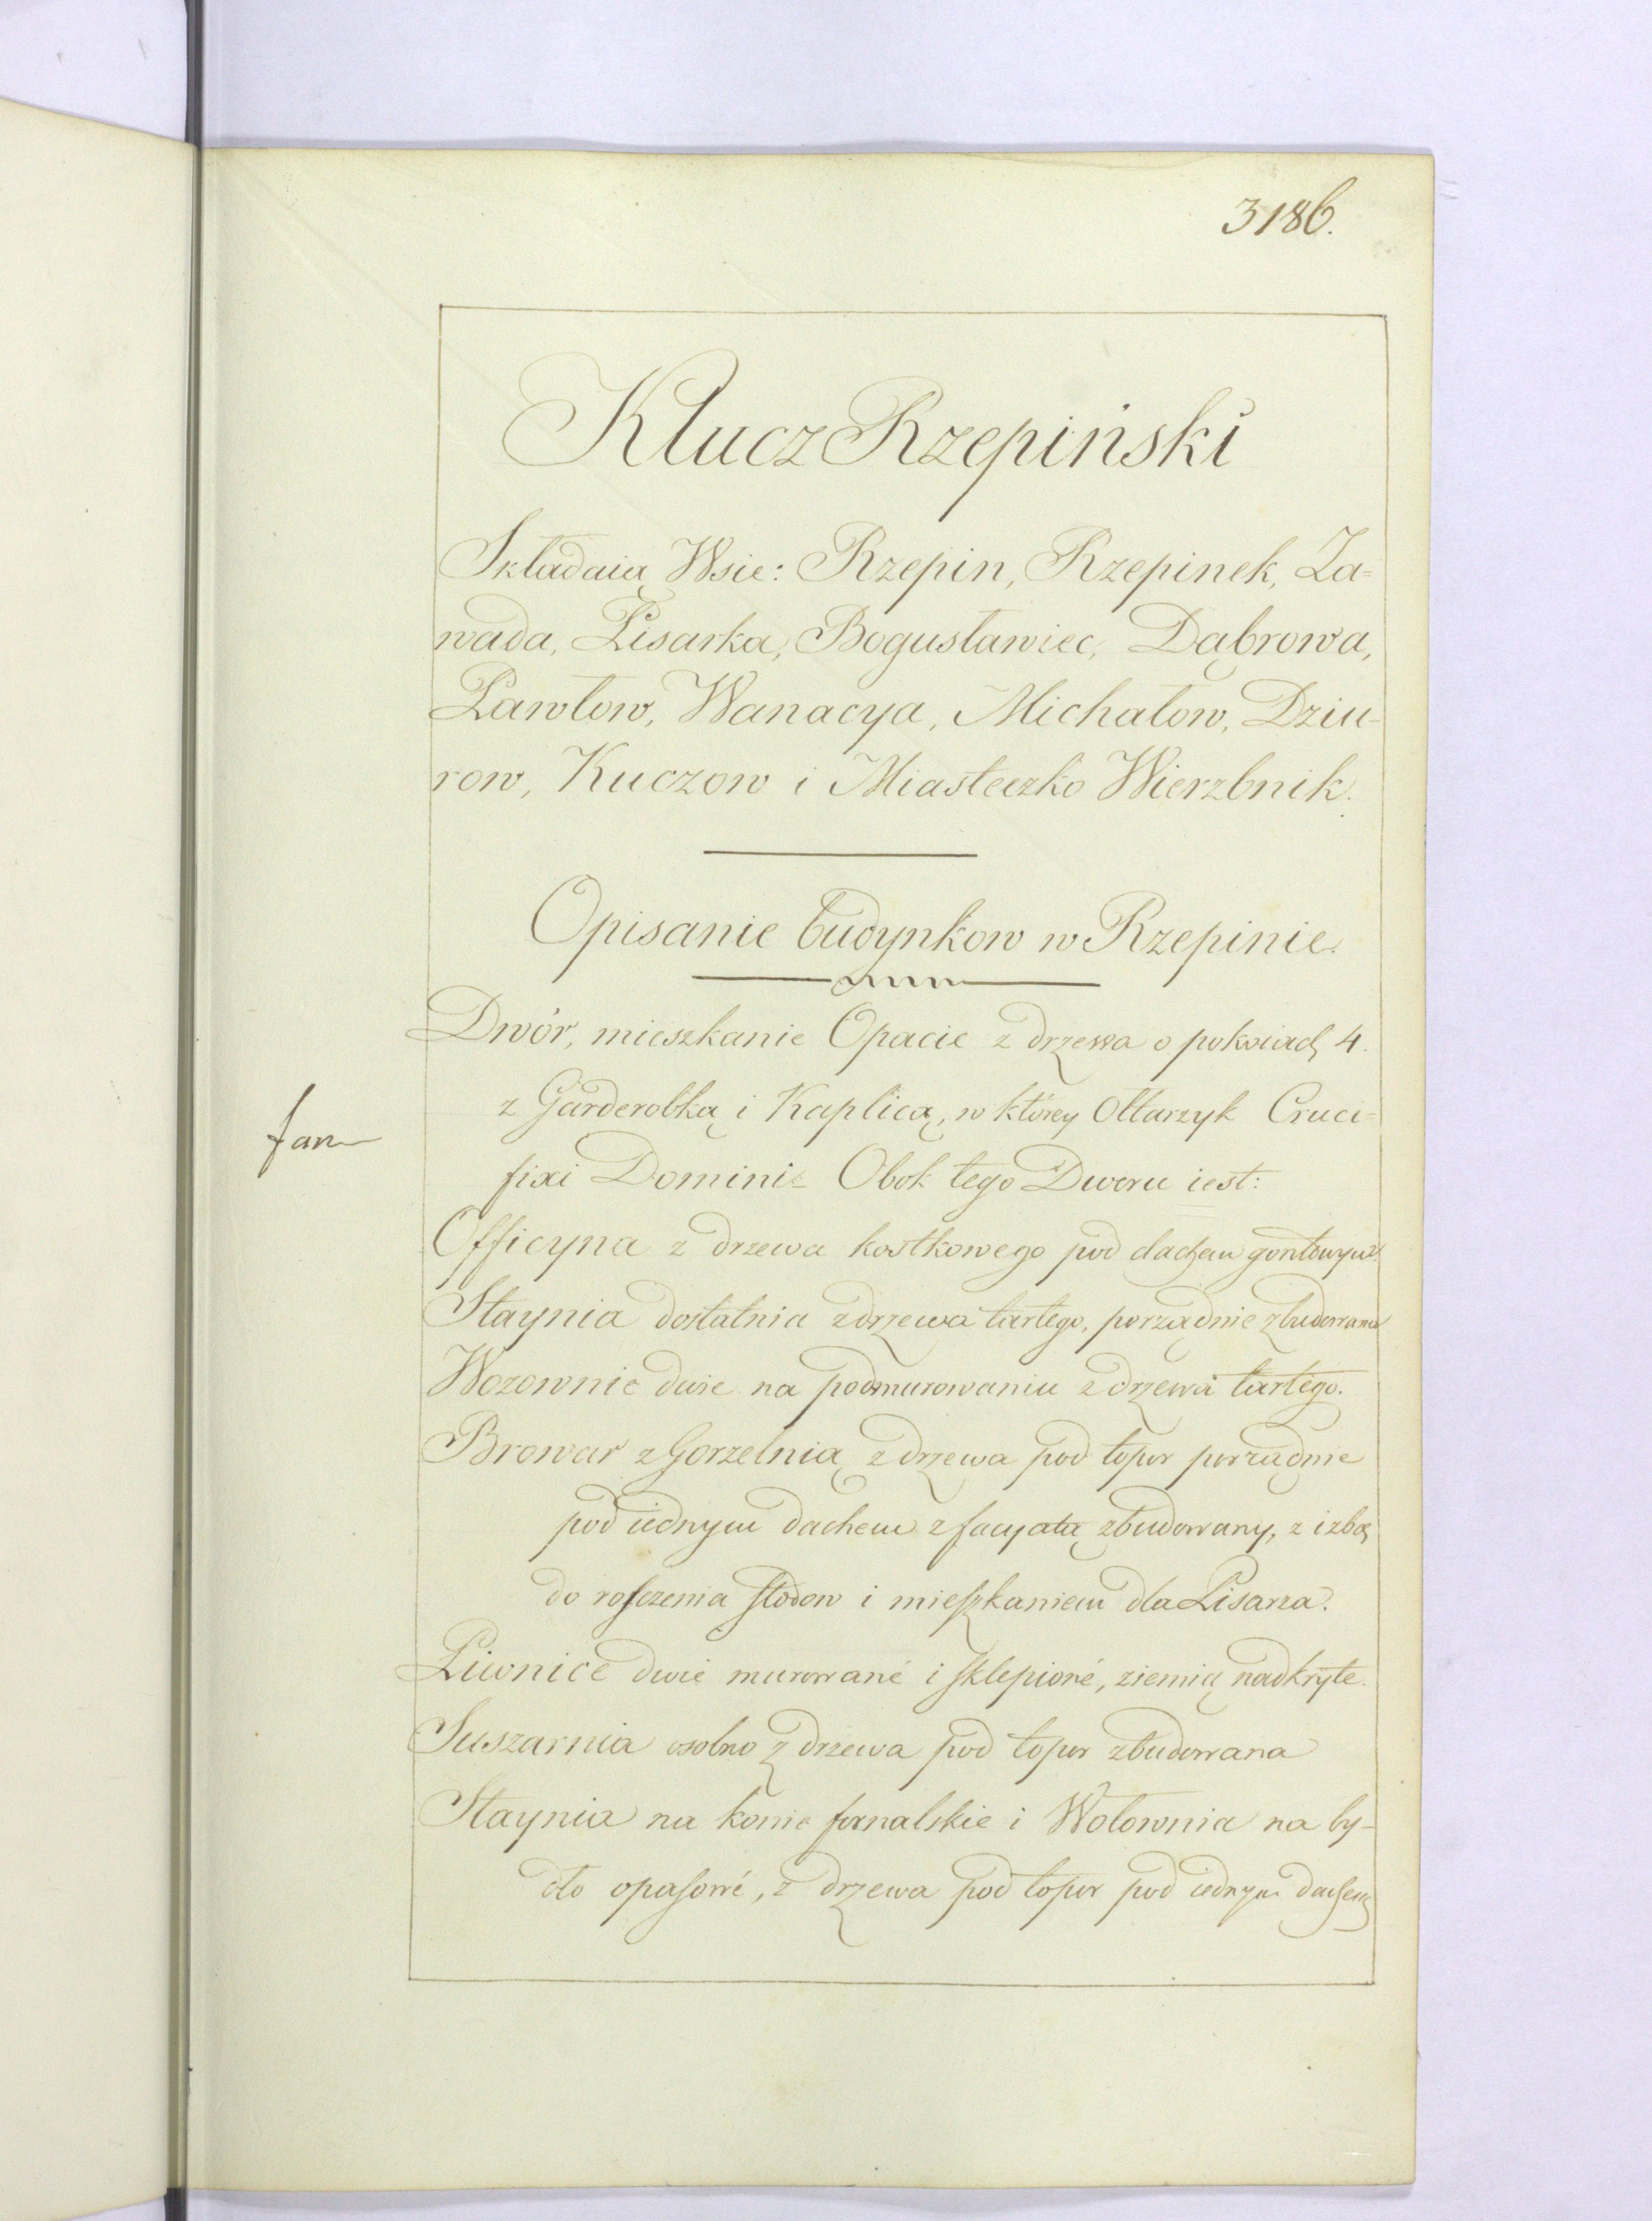 3186.
Klucz Rzepiński
Składaią Wsie: Rzepin, Rzepinek, Za=
wada, Pisarka, Bogusławiec, Dąbrowa,
Pawłow, Wanacya, Michałow, Dziu-
row, Kuczow i Miasteczko Wierzbnik.
Opisanie budynkow w Rzepinie.
Dwór, mieszkanie Opacie z drzewa o pokoiach 4.
z Garderobką i Kaplicą, w którey Ołtarzyk Cruci=
fixi Domini= Obok tego Dworu iest:
Officyna z drzewa kostkowego pod dachem gontowym.
Staynia dostatnia z drzewa tartego, porządnie zbudowana
Wozownie dwie na podmurowaniu z drzewa tartego.
Browar z Gorzelnią z drzewa pod topor porządnie
pod iednym dachem z facyatą zbudowany, z izbą
do rosczenia słodow i mieszkaniem dla Pisarza.
Piwnice dwie murowané i sklepioné, ziemią nadkryte.
Suszarnia osobno z drzewa pod topor zbudowana
Staynia na konie fornalskie i Wołownia na by-
dło opasowé, z drzewa pod topor pod iednym dachem